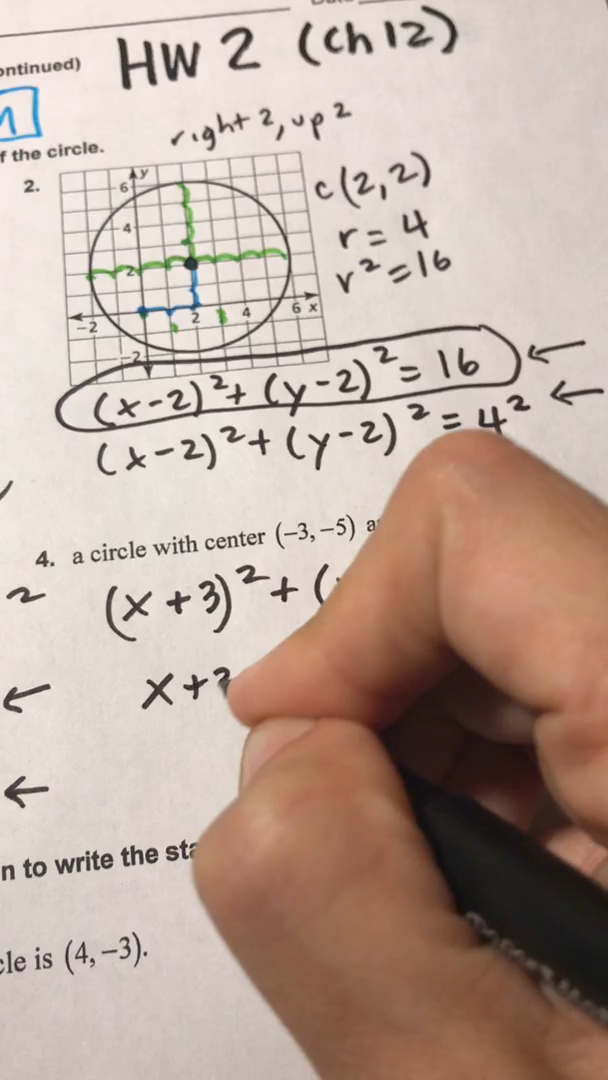 HW 2 (Ch 12)
right 2, up 2
f the circle.
2.
y
6
4
2
-2
2
4
6 x
-2
c(2,2)
r = 4
r² = 16
(x-2)² + (y-2)² = 16 ←
(x-2)² + (y-2)² = 4² ←
4. a circle with center (−3, −5) a
2
(x + 3)² + (
← x +
←
n to write the sta
cle is (4, −3).